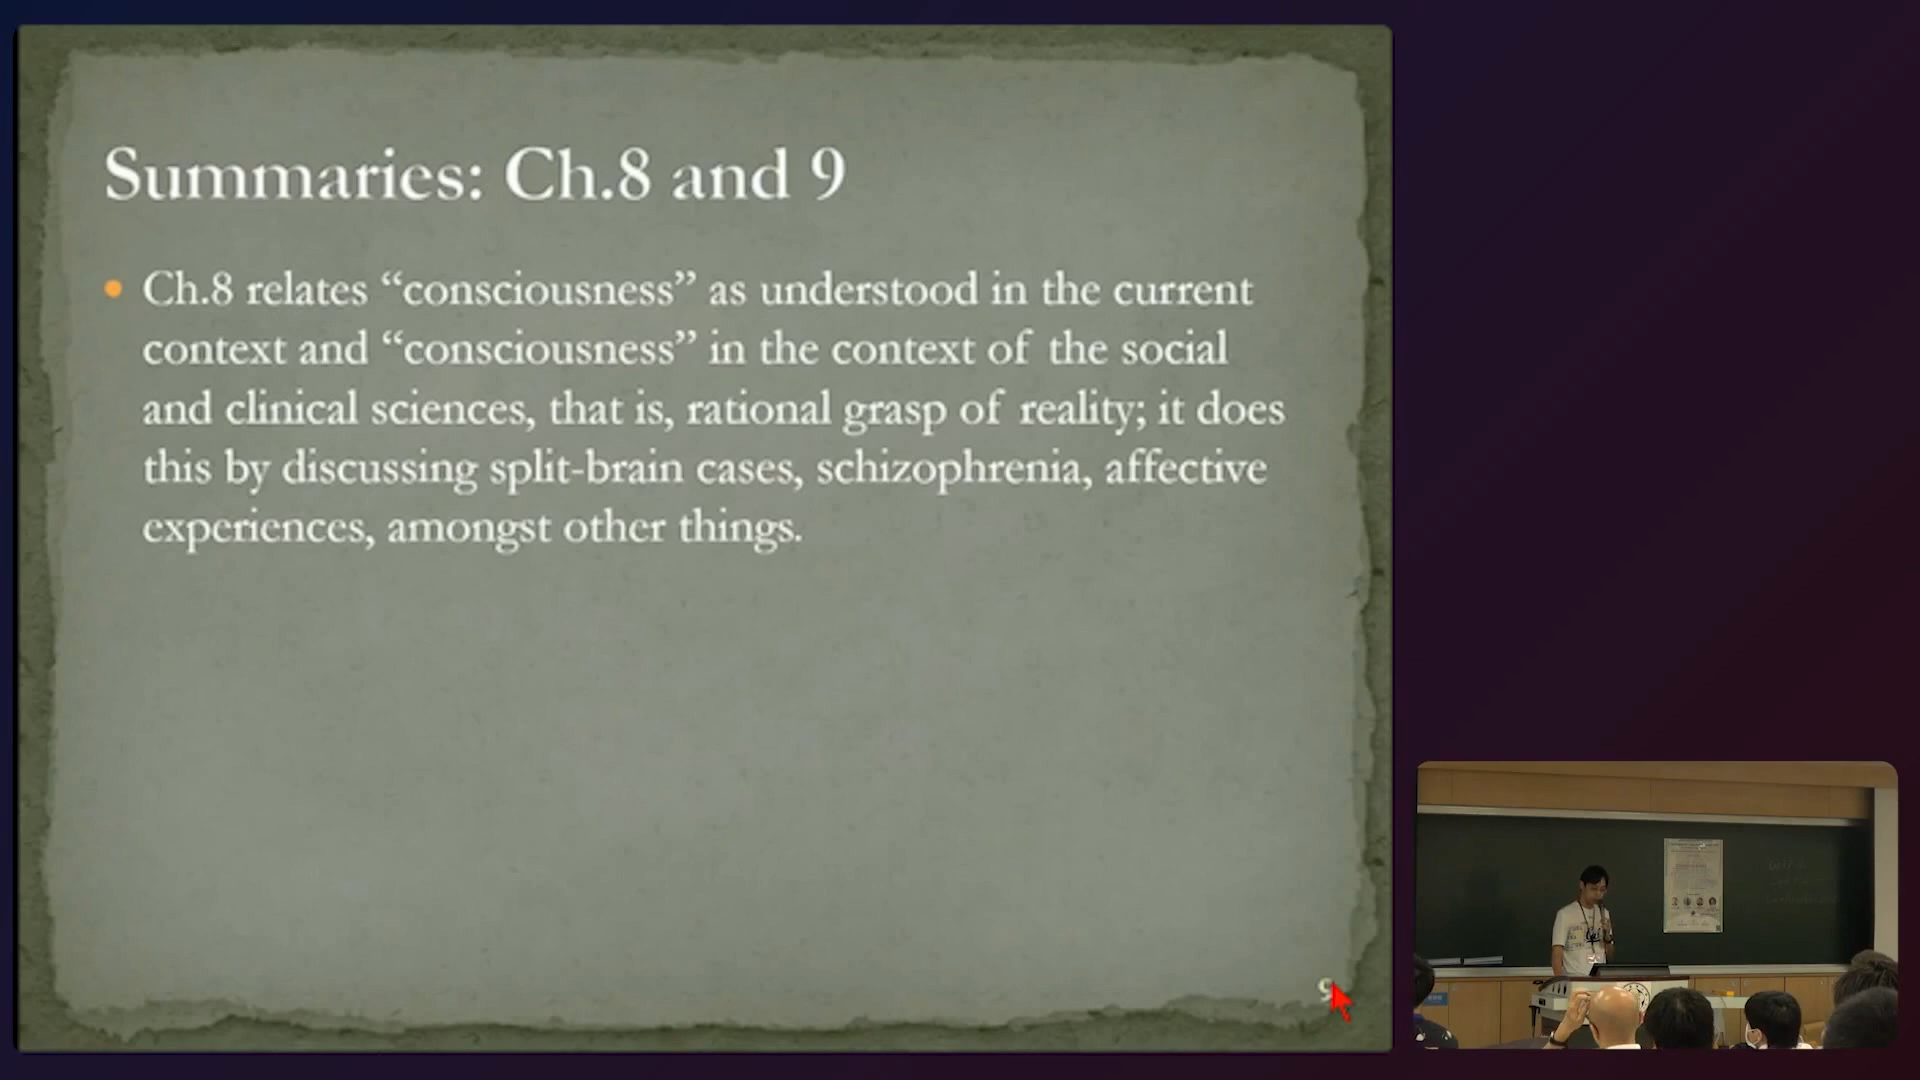 Summaries: Ch.8 and 9
• Ch.8 relates “consciousness” as understood in the current
context and “consciousness” in the context of the social
and clinical sciences, that is, rational grasp of reality; it does
this by discussing split-brain cases, schizophrenia, affective
experiences, amongst other things.
9